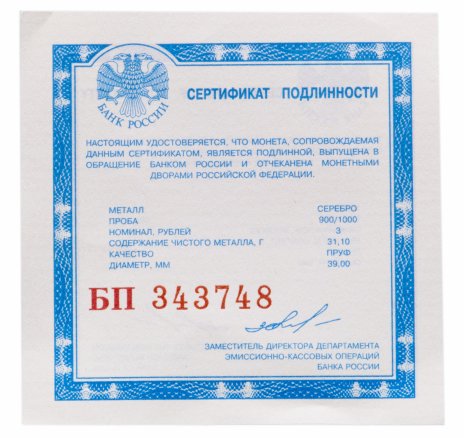 БАНК РОССИИ
СЕРТИФИКАТ ПОДЛИННОСТИ
НАСТОЯЩИМ УДОСТОВЕРЯЕТСЯ, ЧТО МОНЕТА, СОПРОВОЖДАЕМАЯ
ДАННЫМ СЕРТИФИКАТОМ, ЯВЛЯЕТСЯ ПОДЛИННОЙ, ВЫПУЩЕНА В
ОБРАЩЕНИЕ БАНКОМ РОССИИ И ОТЧЕКАНЕНА МОНЕТНЫМИ
ДВОРАМИ РОССИЙСКОЙ ФЕДЕРАЦИИ.
МЕТАЛЛ СЕРЕБРО
ПРОБА 900/1000
НОМИНАЛ, РУБЛЕЙ 3
СОДЕРЖАНИЕ ЧИСТОГО МЕТАЛЛА, Г 31,10
КАЧЕСТВО ПРУФ
ДИАМЕТР, ММ 39,00
БП 343748
ЗАМЕСТИТЕЛЬ ДИРЕКТОРА ДЕПАРТАМЕНТА
ЭМИССИОННО-КАССОВЫХ ОПЕРАЦИЙ
БАНКА РОССИИ